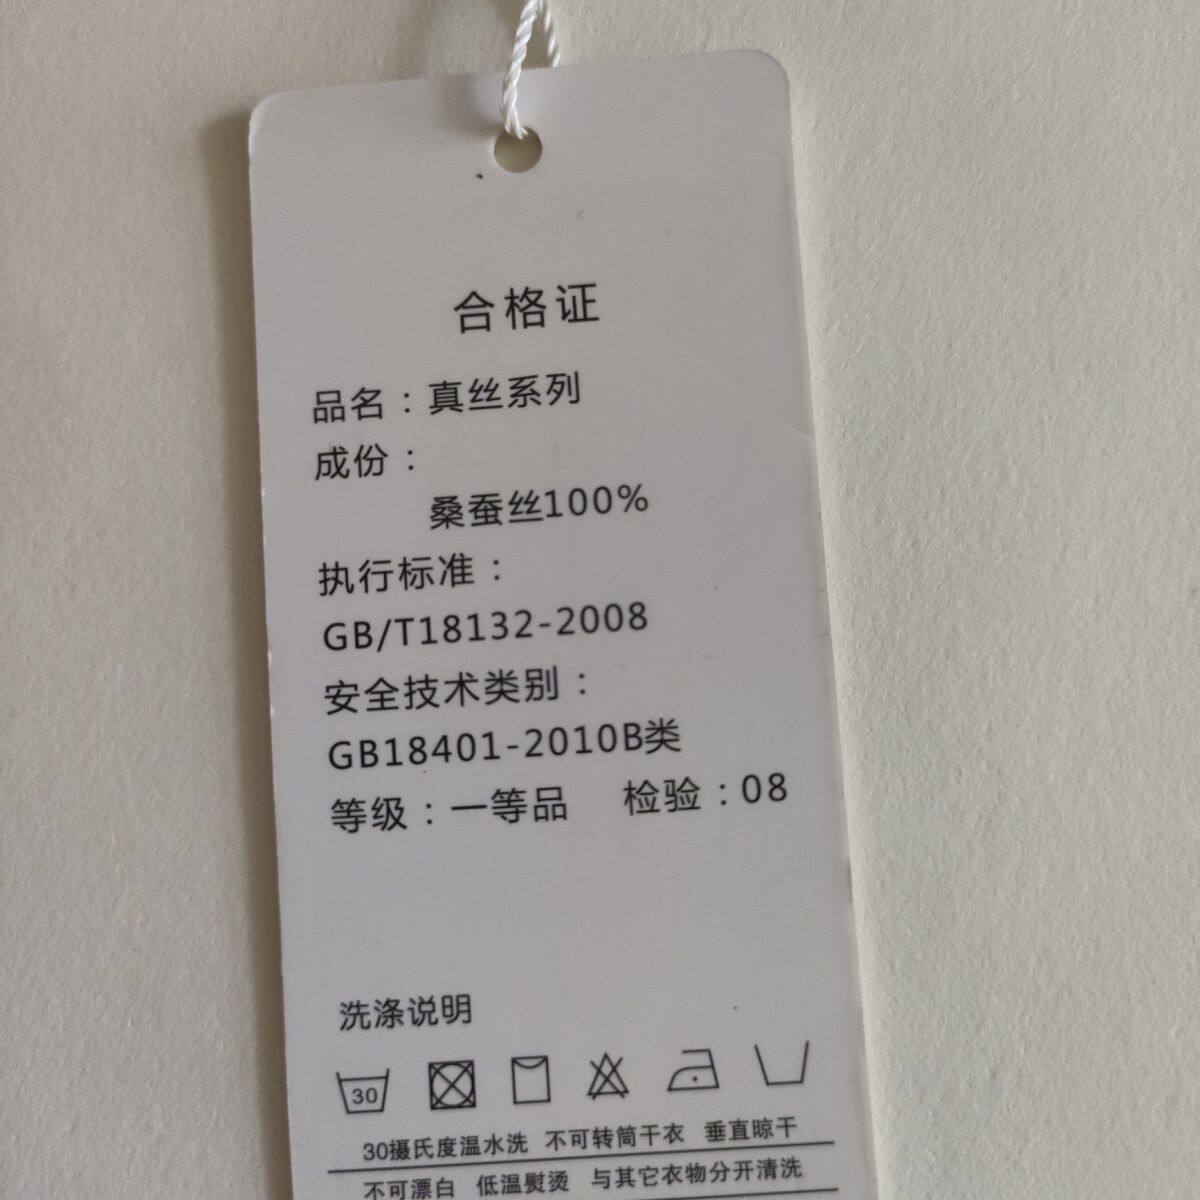 合格证
品名：真丝系列
成份：
桑蚕丝100%
执行标准：
GB/T18132-2008
安全技术类别：
GB18401-2010B类
等级：一等品 检验：08
洗涤说明
30
30摄氏度温水洗 不可转筒干衣 垂直晾干
不可漂白 低温熨烫 与其它衣物分开清洗